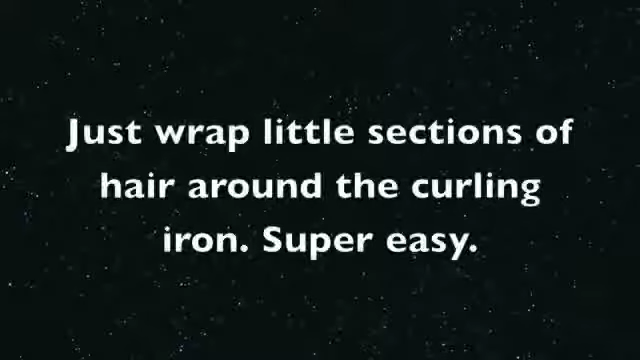 Just wrap little sections of
hair around the curling
iron. Super easy.